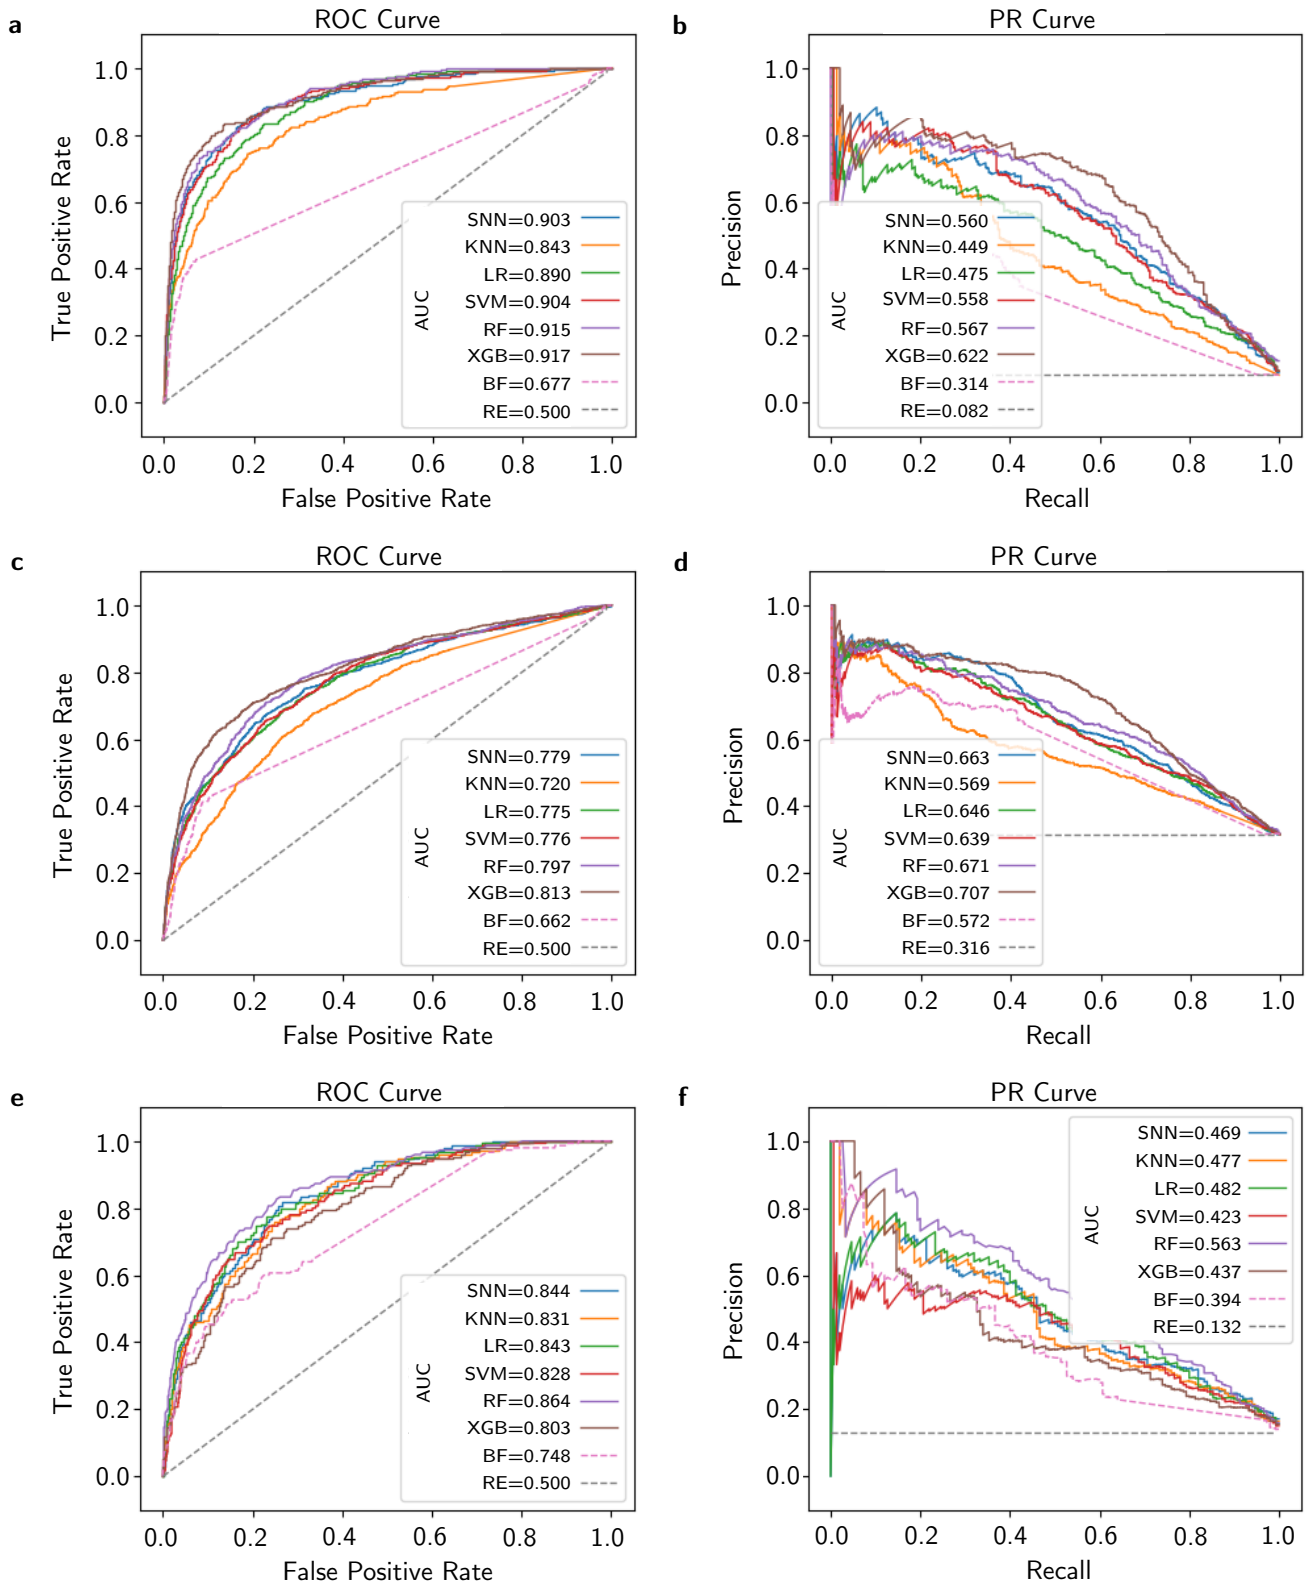 a
ROC Curve
True Positive Rate
1.0
0.8
0.6
0.4
0.2
0.0
AUC
SNN=0.903
KNN=0.843
LR=0.890
SVM=0.904
RF=0.915
XGB=0.917
BF=0.677
RE=0.500
0.0 0.2 0.4 0.6 0.8 1.0
False Positive Rate
b
PR Curve
Precision
1.0
0.8
0.6
0.4
0.2
0.0
AUC
SNN=0.560
KNN=0.449
LR=0.475
SVM=0.558
RF=0.567
XGB=0.622
BF=0.314
RE=0.082
0.0 0.2 0.4 0.6 0.8 1.0
Recall
c
ROC Curve
True Positive Rate
1.0
0.8
0.6
0.4
0.2
0.0
AUC
SNN=0.779
KNN=0.720
LR=0.775
SVM=0.776
RF=0.797
XGB=0.813
BF=0.662
RE=0.500
0.0 0.2 0.4 0.6 0.8 1.0
False Positive Rate
d
PR Curve
Precision
1.0
0.8
0.6
0.4
0.2
0.0
AUC
SNN=0.663
KNN=0.569
LR=0.646
SVM=0.639
RF=0.671
XGB=0.707
BF=0.572
RE=0.316
0.0 0.2 0.4 0.6 0.8 1.0
Recall
e
ROC Curve
True Positive Rate
1.0
0.8
0.6
0.4
0.2
0.0
AUC
SNN=0.844
KNN=0.831
LR=0.843
SVM=0.828
RF=0.864
XGB=0.803
BF=0.748
RE=0.500
0.0 0.2 0.4 0.6 0.8 1.0
False Positive Rate
f
PR Curve
Precision
1.0
0.8
0.6
0.4
0.2
0.0
AUC
SNN=0.469
KNN=0.477
LR=0.482
SVM=0.423
RF=0.563
XGB=0.437
BF=0.394
RE=0.132
0.0 0.2 0.4 0.6 0.8 1.0
Recall